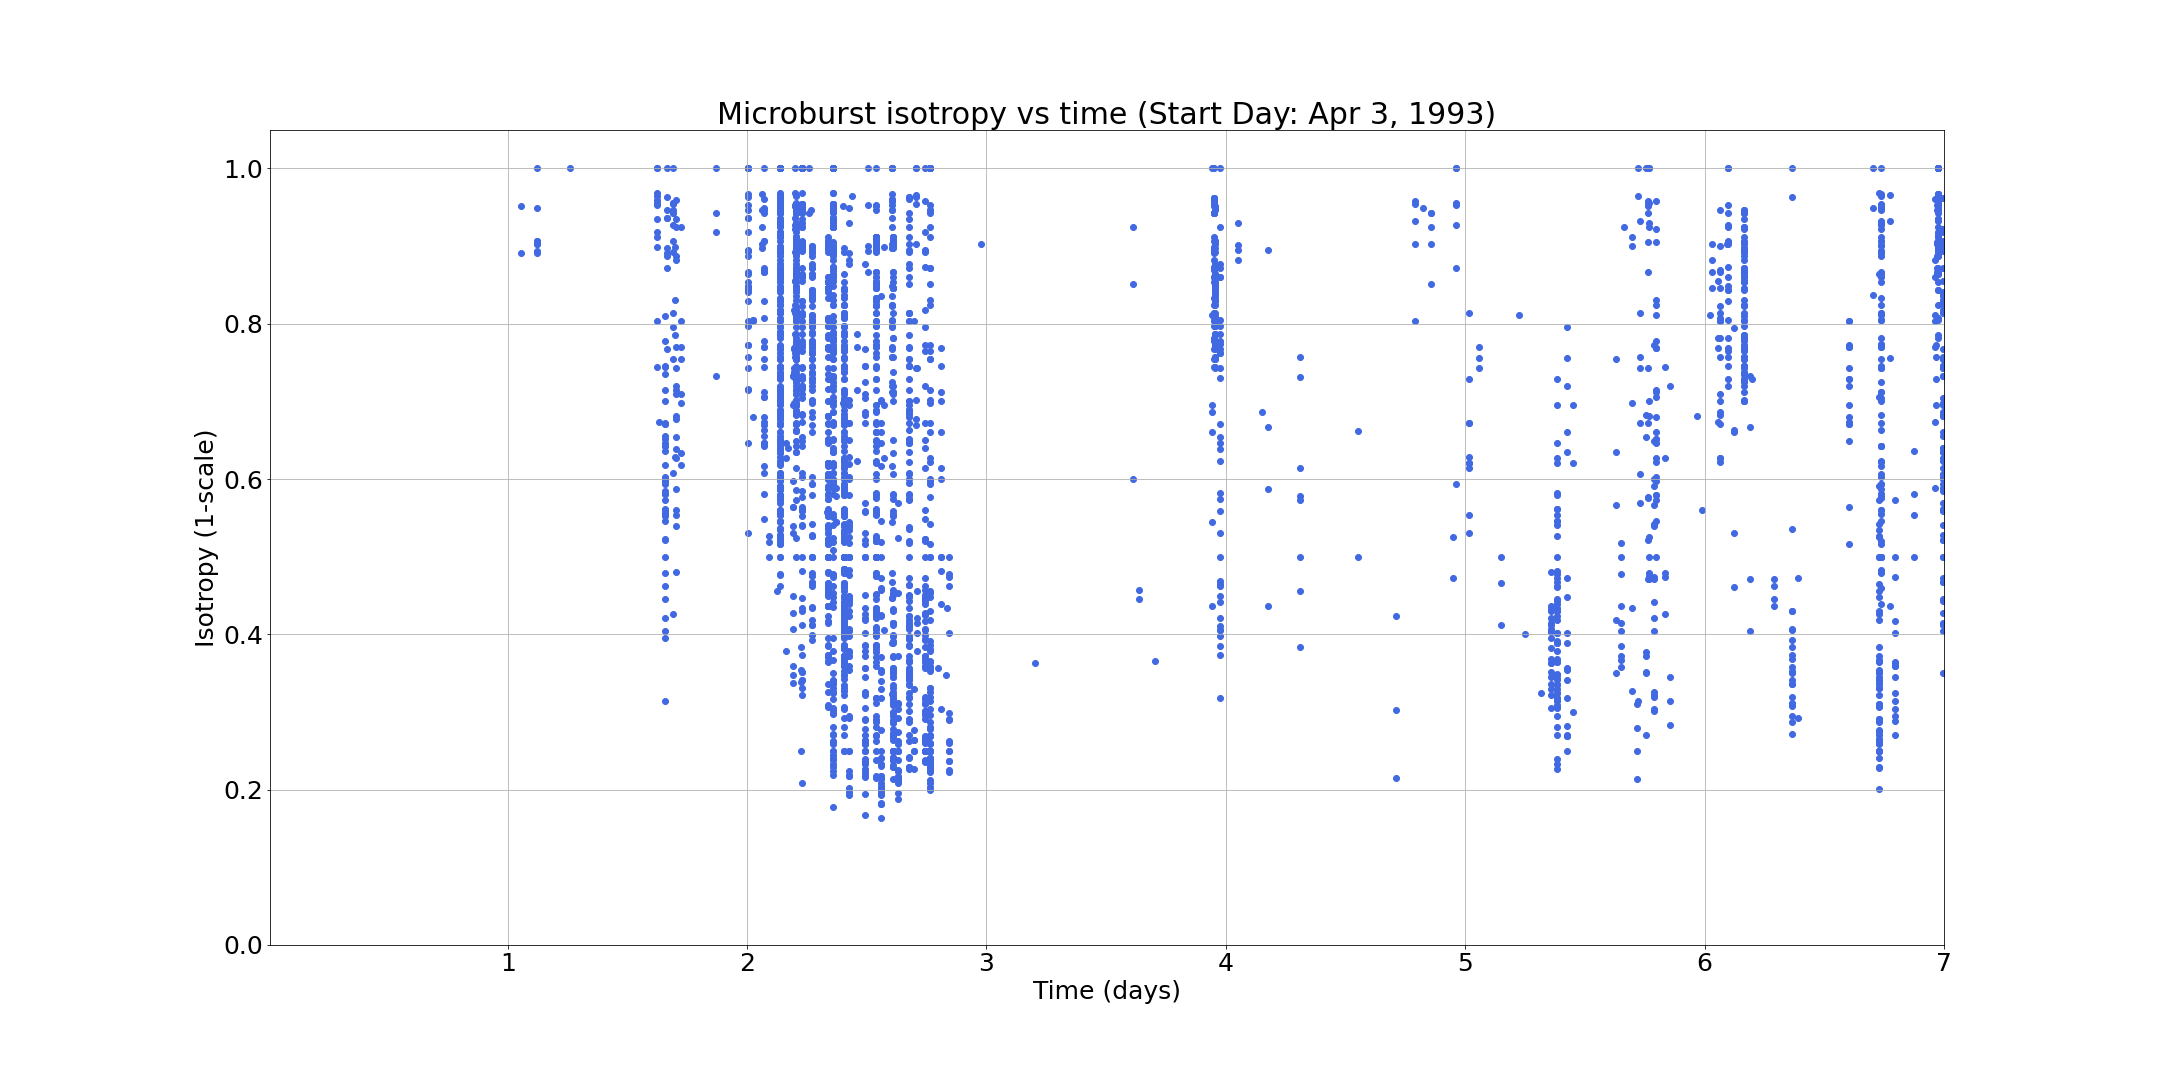 Microburst isotropy vs time (Start Day: Apr 3, 1993)
1.0
0.8
0.6
0.4
0.2
0.0
Isotropy (1-scale)
1 2 3 4 5 6 7
Time (days)